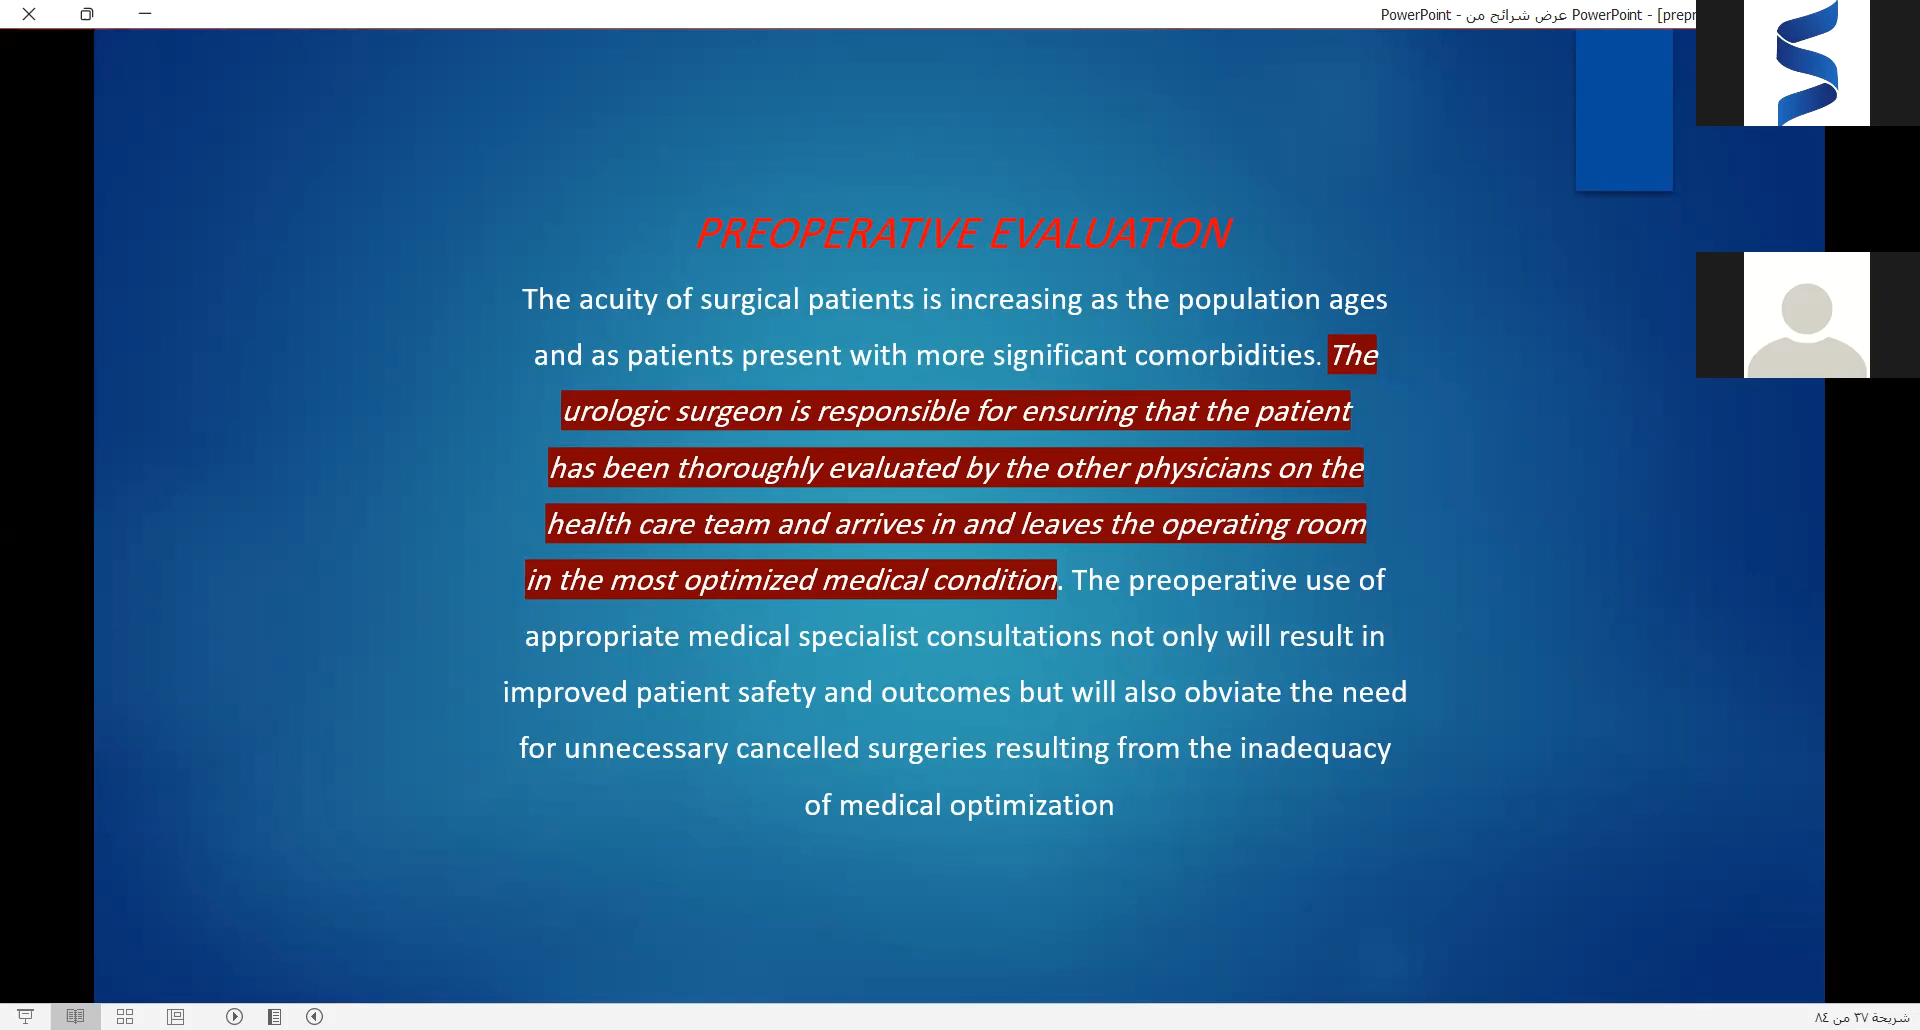 PowerPoint - عرض شرائح من PowerPoint - [prepr
PREOPERATIVE EVALUATION
The acuity of surgical patients is increasing as the population ages
and as patients present with more significant comorbidities. The
urologic surgeon is responsible for ensuring that the patient
has been thoroughly evaluated by the other physicians on the
health care team and arrives in and leaves the operating room
in the most optimized medical condition. The preoperative use of
appropriate medical specialist consultations not only will result in
improved patient safety and outcomes but will also obviate the need
for unnecessary cancelled surgeries resulting from the inadequacy
of medical optimization
شريحة ٣٧ من ٨٤